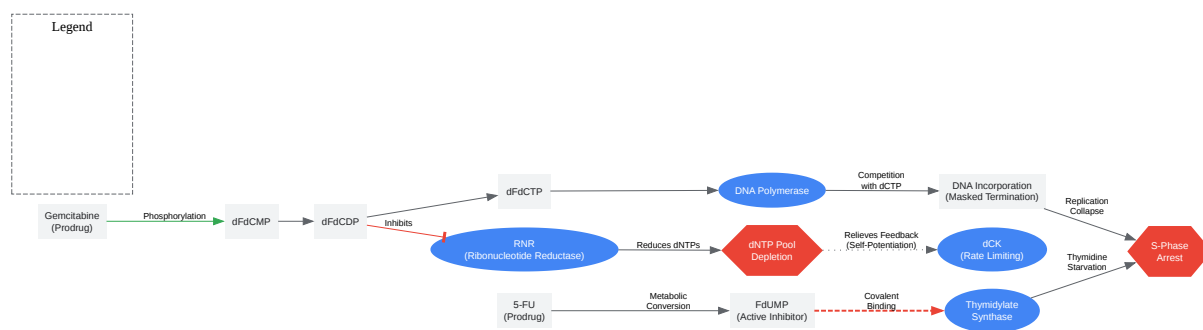 Legend
Gemcitabine
(Prodrug)
Phosphorylation
dFdCMP
dFdCDP
Inhibits
dFdCTP
DNA Polymerase
Competition
with dCTP
DNA Incorporation
(Masked Termination)
Replication
Collapse
RNR
(Ribonucleotide Reductase)
Reduces dNTPs
dNTP Pool
Depletion
Relieves Feedback
(Self-Potentiation)
dCK
(Rate Limiting)
S-Phase
Arrest
5-FU
(Prodrug)
Metabolic
Conversion
FdUMP
(Active Inhibitor)
Covalent
Binding
Thymidylate
Synthase
Thymidine
Starvation